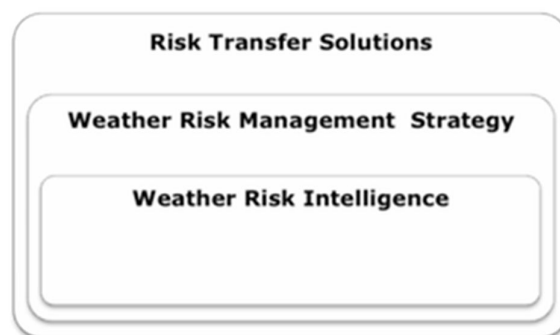 Risk Transfer Solutions
Weather Risk Management Strategy
Weather Risk Intelligence